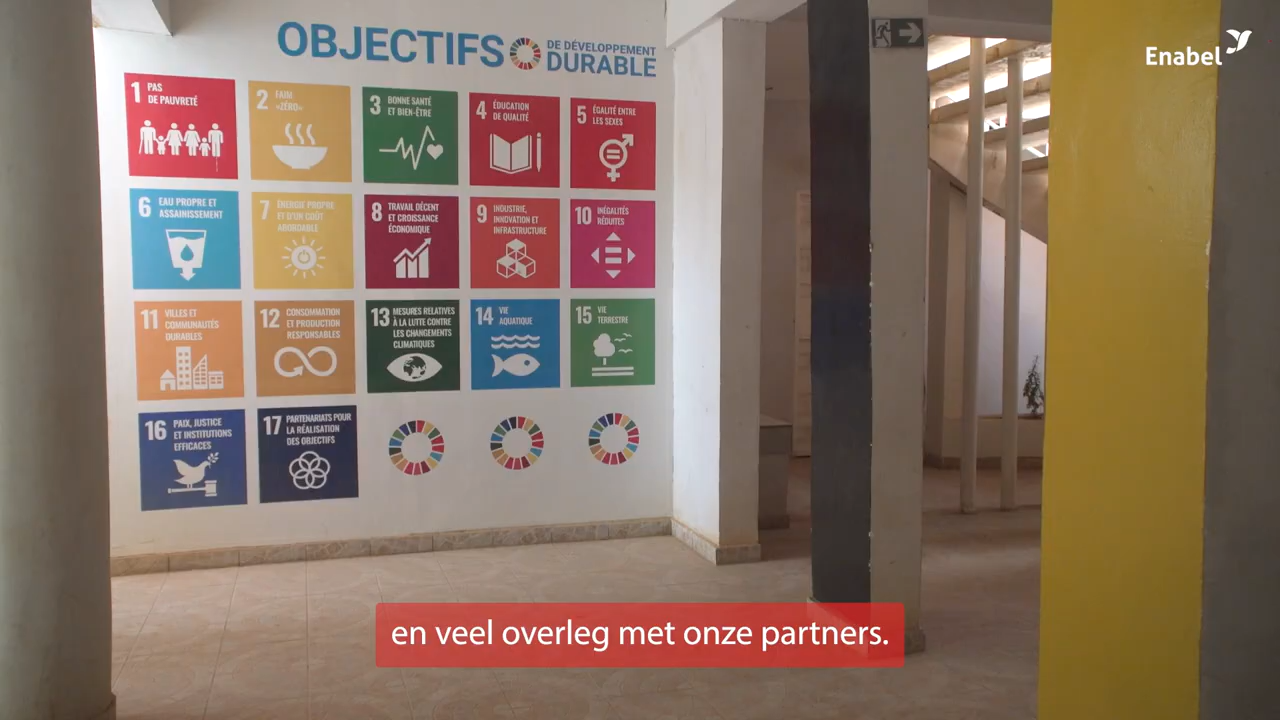 OBJECTIFS
DE DÉVELOPPEMENT
DURABLE
Enabel
1 PAS
DE PAUVRETÉ
2 FAIM
«ZÉRO»
3 BONNE SANTÉ
ET BIEN-ÊTRE
4 ÉDUCATION
DE QUALITÉ
5 ÉGALITÉ ENTRE
LES SEXES
6 EAU PROPRE ET
ASSAINISSEMENT
7 ÉNERGIE PROPRE
ET D'UN COÛT
ABORDABLE
8 TRAVAIL DÉCENT
ET CROISSANCE
ÉCONOMIQUE
9 INDUSTRIE,
INNOVATION ET
INFRASTRUCTURE
10 INÉGALITÉS
RÉDUITES
11 VILLES ET
COMMUNAUTÉS
DURABLES
12 CONSOMMATION
ET PRODUCTION
RESPONSABLES
13 MESURES RELATIVES
À LA LUTTE CONTRE
LES CHANGEMENTS
CLIMATIQUES
14 VIE
AQUATIQUE
15 VIE
TERRESTRE
16 PAIX, JUSTICE
ET INSTITUTIONS
EFFICACES
17 PARTENARIATS POUR
LA RÉALISATION
DES OBJECTIFS
en veel overleg met onze partners.